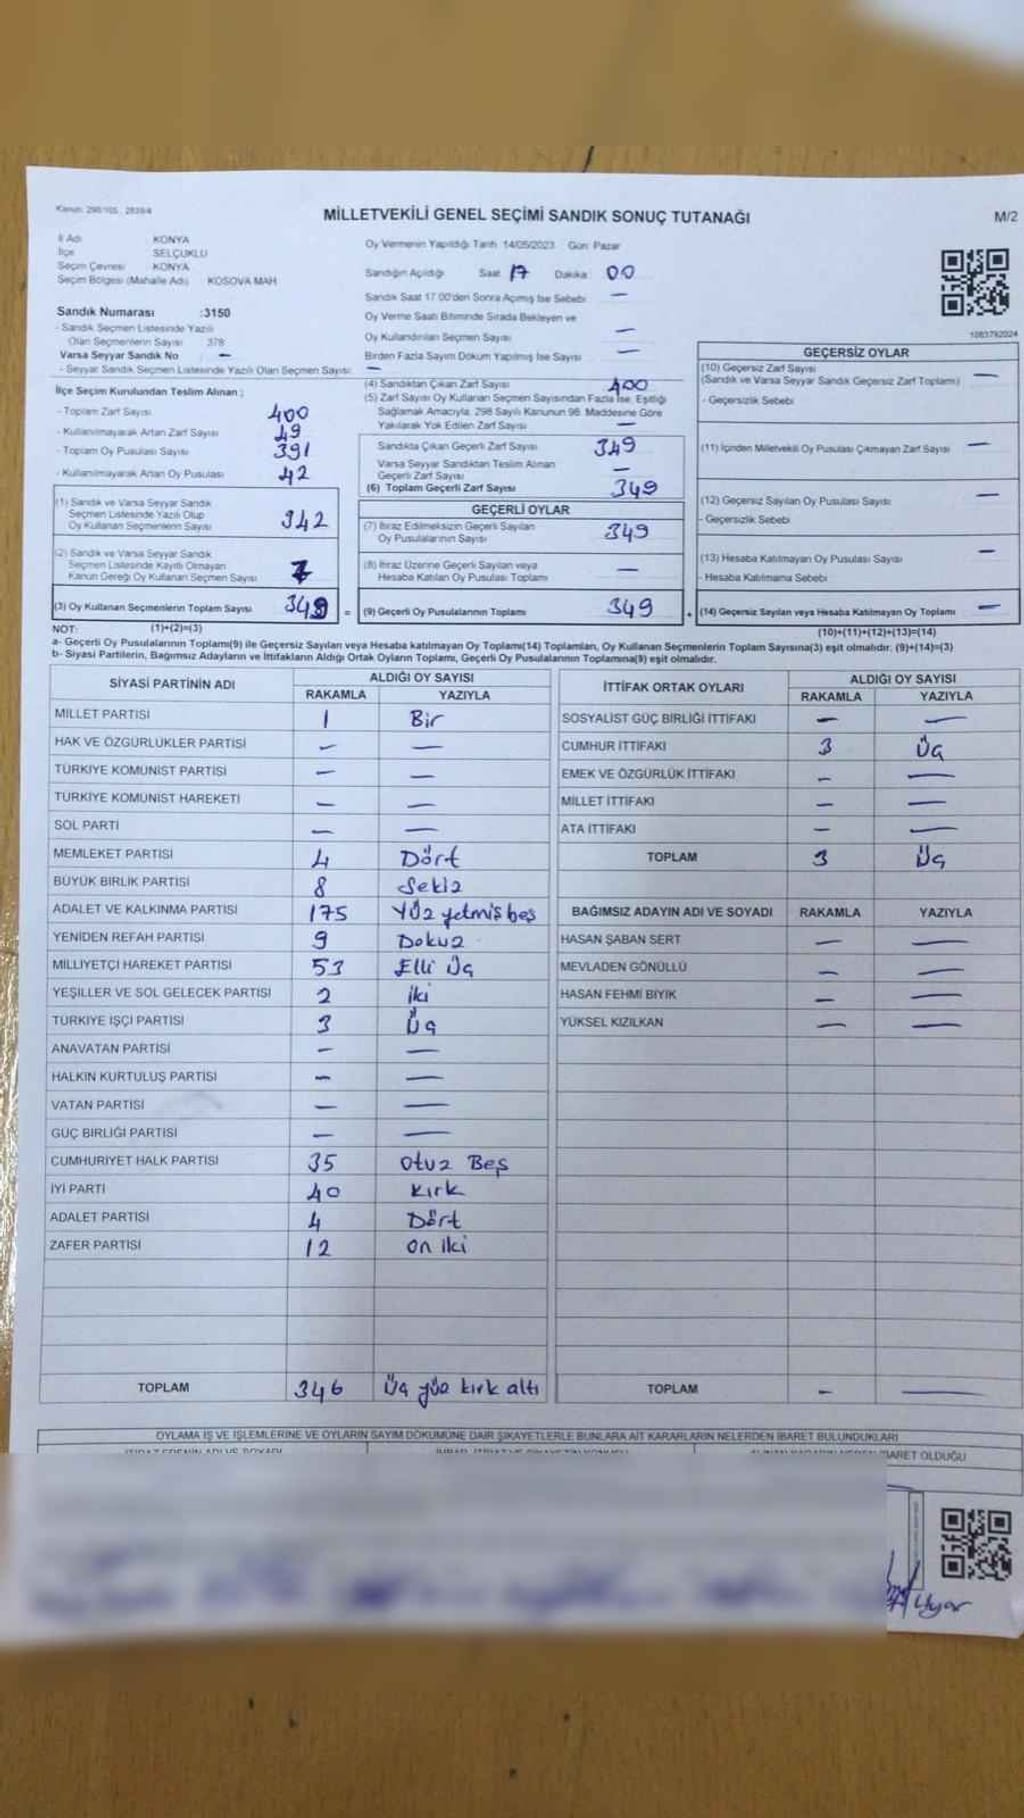 Kanun: 298/105 , 2839/4
MİLLETVEKİLİ GENEL SEÇİMİ SANDIK SONUÇ TUTANAĞI
M/2
İl Adı KONYA
İlçe SELÇUKLU
Seçim Çevresi KONYA
Seçim Bölgesi (Mahalle Adı) KOSOVA MAH
Sandık Numarası :3150
- Sandık Seçmen Listesinde Yazılı
Olan Seçmenlerin Sayısı 378
Varsa Seyyar Sandık No –
- Seyyar Sandık Seçmen Listesinde Yazılı Olan Seçmen Sayısı: –
İlçe Seçim Kurulundan Teslim Alınan ;
- Toplam Zarf Sayısı 400
- Kullanılmayarak Artan Zarf Sayısı 49
- Toplam Oy Pusulası Sayısı 391
- Kullanılmayarak Artan Oy Pusulası 42
(1) Sandık ve Varsa Seyyar Sandık
Seçmen Listesinde Yazılı Olup
Oy Kullanan Seçmenlerin Sayısı 342
(2) Sandık ve Varsa Seyyar Sandık
Seçmen Listesinde Kayıtlı Olmayan
Kanun Gereği Oy Kullanan Seçmen Sayısı 7
(3) Oy Kullanan Seçmenlerin Toplam Sayısı 349 =
Oy Vermenin Yapıldığı Tarih 14/05/2023 Gün: Pazar
Sandığın Açıldığı Saat 17 Dakika 00
Sandık Saat 17.00'den Sonra Açılmış İse Sebebi –
Oy Verme Saati Bitiminde Sırada Bekleyen ve
Oy Kullandırılan Seçmen Sayısı –
Birden Fazla Sayım Döküm Yapılmış İse Sayısı –
(4) Sandıktan Çıkan Zarf Sayısı 400
(5) Zarf Sayısı Oy Kullanan Seçmen Sayısından Fazla İse, Eşitliği
Sağlamak Amacıyla, 298 Sayılı Kanunun 98. Maddesine Göre
Yakılarak Yok Edilen Zarf Sayısı –
Sandıkta Çıkan Geçerli Zarf Sayısı 349
Varsa Seyyar Sandıktan Teslim Alınan
Geçerli Zarf Sayısı –
(6) Toplam Geçerli Zarf Sayısı 349
GEÇERLİ OYLAR
(7) İtiraz Edilmeksizin Geçerli Sayılan
Oy Pusulalarının Sayısı 349
(8) İtiraz Üzerine Geçerli Sayılan veya
Hesaba Katılan Oy Pusulası Toplamı –
(9) Geçerli Oy Pusulalarının Toplamı 349 +
1083792024
GEÇERSİZ OYLAR
(10) Geçersiz Zarf Sayısı
(Sandık ve Varsa Seyyar Sandık Geçersiz Zarf Toplamı) –
- Geçersizlik Sebebi
(11) İçinden Milletvekili Oy Pusulası Çıkmayan Zarf Sayısı –
(12) Geçersiz Sayılan Oy Pusulası Sayısı –
- Geçersizlik Sebebi
(13) Hesaba Katılmayan Oy Pusulası Sayısı –
- Hesaba Katılmama Sebebi
(14) Geçersiz Sayılan veya Hesaba Katılmayan Oy Toplamı –
NOT: (1)+(2)=(3)
(10)+(11)+(12)+(13)=(14)
a- Geçerli Oy Pusulalarının Toplamı(9) ile Geçersiz Sayılan veya Hesaba katılmayan Oy Toplamı(14) Toplamları, Oy Kullanan Seçmenlerin Toplam Sayısına(3) eşit olmalıdır. (9)+(14)=(3)
b- Siyasi Partilerin, Bağımsız Adayların ve İttifakların Aldığı Ortak Oyların Toplamı, Geçerli Oy Pusulalarının Toplamına(9) eşit olmalıdır.
SİYASİ PARTİNİN ADI ALDIĞI OY SAYISI
RAKAMLA YAZIYLA
MİLLET PARTİSİ 1 Bir
HAK VE ÖZGÜRLÜKLER PARTİSİ – –
TÜRKİYE KOMÜNİST PARTİSİ – –
TÜRKİYE KOMÜNİST HAREKETİ – –
SOL PARTİ – –
MEMLEKET PARTİSİ 4 Dört
BÜYÜK BİRLİK PARTİSİ 8 Sekiz
ADALET VE KALKINMA PARTİSİ 175 Yüz yetmiş beş
YENİDEN REFAH PARTİSİ 9 Dokuz
MİLLİYETÇİ HAREKET PARTİSİ 53 Elli Üç
YEŞİLLER VE SOL GELECEK PARTİSİ 2 iki
TÜRKİYE İŞÇİ PARTİSİ 3 Üç
ANAVATAN PARTİSİ – –
HALKIN KURTULUŞ PARTİSİ – –
VATAN PARTİSİ – –
GÜÇ BİRLİĞİ PARTİSİ – –
CUMHURİYET HALK PARTİSİ 35 Otuz Beş
İYİ PARTİ 40 Kırk
ADALET PARTİSİ 4 Dört
ZAFER PARTİSİ 12 on iki
TOPLAM 346 Üç yüz kırk altı
İTTİFAK ORTAK OYLARI ALDIĞI OY SAYISI
RAKAMLA YAZIYLA
SOSYALİST GÜÇ BİRLİĞİ İTTİFAKI – –
CUMHUR İTTİFAKI 3 Üç
EMEK VE ÖZGÜRLÜK İTTİFAKI – –
MİLLET İTTİFAKI – –
ATA İTTİFAKI – –
TOPLAM 3 Üç
BAĞIMSIZ ADAYIN ADI VE SOYADI RAKAMLA YAZIYLA
HASAN ŞABAN SERT – –
MEVLADEN GÖNÜLLÜ – –
HASAN FEHMİ BIYIK – –
YÜKSEL KIZILKAN – –
TOPLAM – –
OYLAMA İŞ VE İŞLEMLERİNE VE OYLARIN SAYIM DÖKÜMÜNE DAİR ŞİKAYETLERLE BUNLARA AİT KARARLARIN NELERDEN İBARET BULUNDUKLARI
İBARET OLDUĞU
Uyar